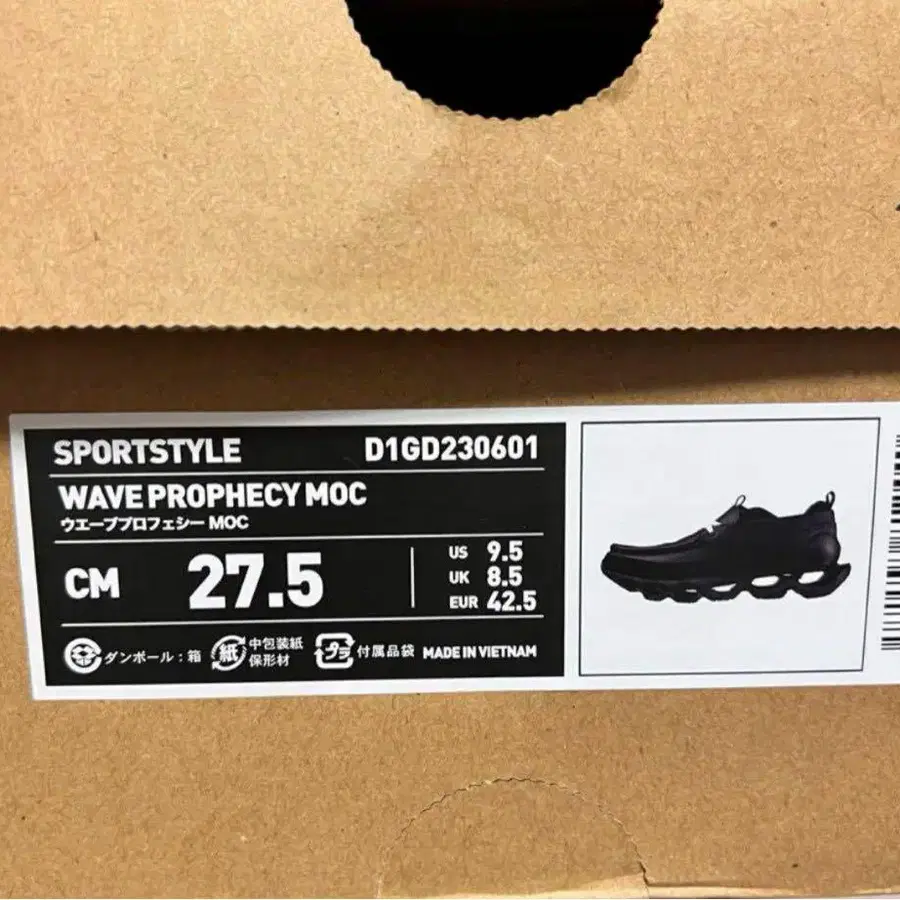 SPORTSTYLE D1GD230601
WAVE PROPHECY MOC
ウエーブプロフェシー MOC
CM 27.5
US 9.5
UK 8.5
EUR 42.5
ダンボール：箱
紙 中包装紙
保形材
プラ 付属品袋
MADE IN VIETNAM